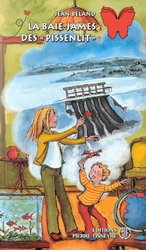 JEAN BÉLAND
LA BAIE-JAMES
DES «PISSENLIT»
ÉDITIONS
PIERRE TISSEYRE